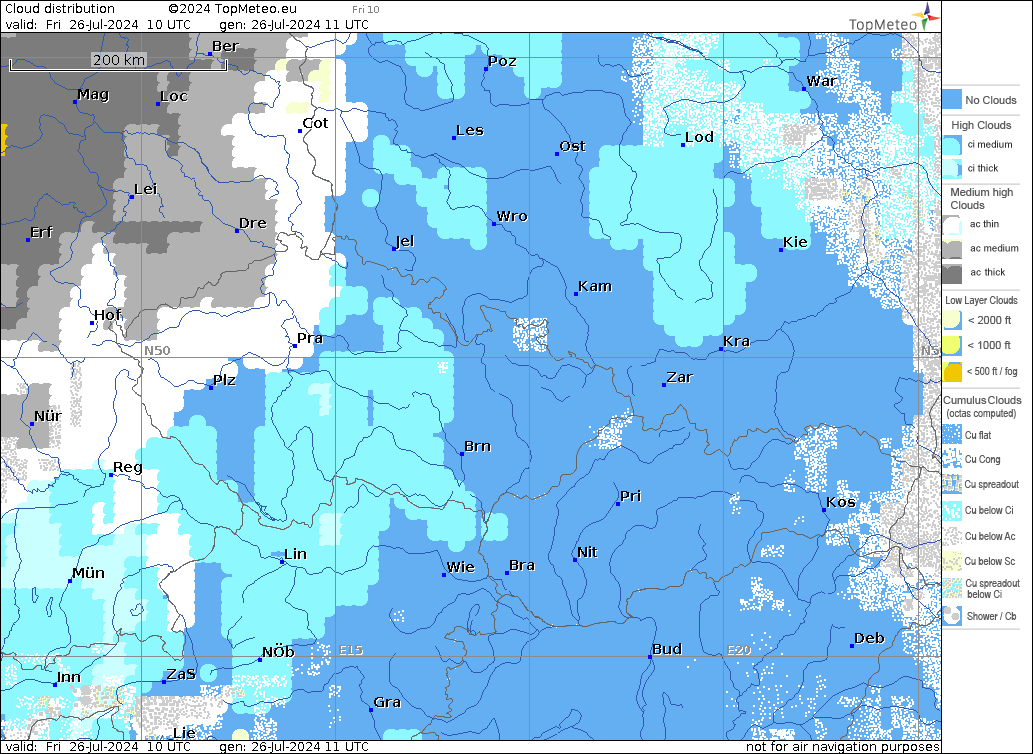 Cloud distribution ©2024 TopMeteo.eu Fri 10
valid: Fri 26-Jul-2024 10 UTC gen: 26-Jul-2024 11 UTC
TopMeteo
200 km
Ber
Poz
War
Mag
Loc
Cot
Les
Ost
Lod
Lei
Wro
Erf
Dre
Jel
Kie
Kam
Hof
Pra
Kra
N50
N5
Plz
Zar
Nür
Brn
Reg
Pri
Kos
Lin
Nit
Mün
Wie
Bra
NÖb
E15
Bud
E20
Deb
Inn
ZaS
Gra
Lie
No Clouds
High Clouds
ci medium
ci thick
Medium high
Clouds
ac thin
ac medium
ac thick
Low Layer Clouds
< 2000 ft
< 1000 ft
< 500 ft / fog
Cumulus Clouds
(octas computed)
Cu flat
Cu Cong
Cu spreadout
Cu below Ci
Cu below Ac
Cu below Sc
Cu spreadout
below Ci
Shower / Cb
valid: Fri 26-Jul-2024 10 UTC gen: 26-Jul-2024 11 UTC
not for air navigation purposes